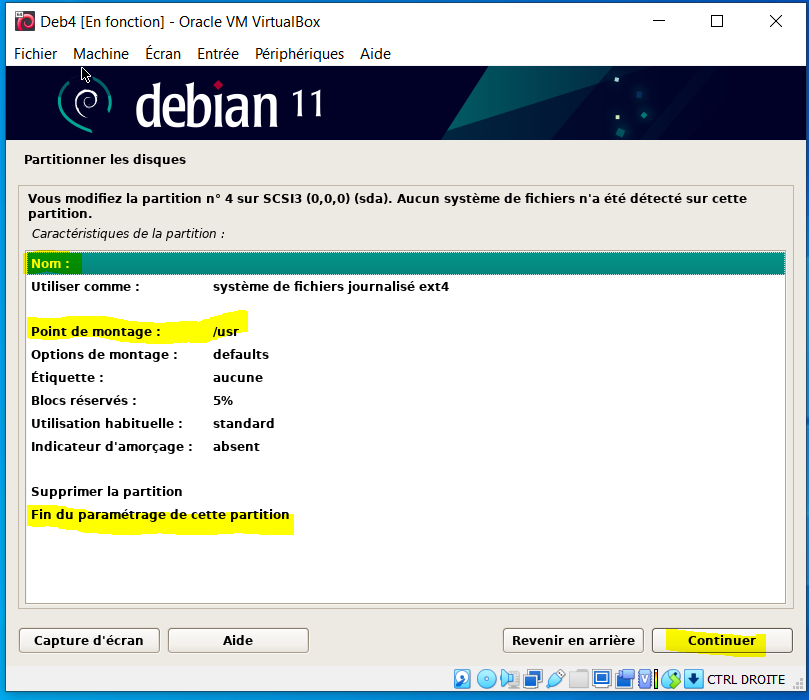 Deb4 [En fonction] - Oracle VM VirtualBox
Fichier Machine Écran Entrée Périphériques Aide
debian 11
Partitionner les disques
Vous modifiez la partition n° 4 sur SCSI3 (0,0,0) (sda). Aucun système de fichiers n'a été détecté sur cette
partition.
Caractéristiques de la partition :
Nom :
Utiliser comme : système de fichiers journalisé ext4
Point de montage : /usr
Options de montage : defaults
Étiquette : aucune
Blocs réservés : 5%
Utilisation habituelle : standard
Indicateur d'amorçage : absent
Supprimer la partition
Fin du paramétrage de cette partition
Capture d'écran Aide Revenir en arrière Continuer
CTRL DROITE